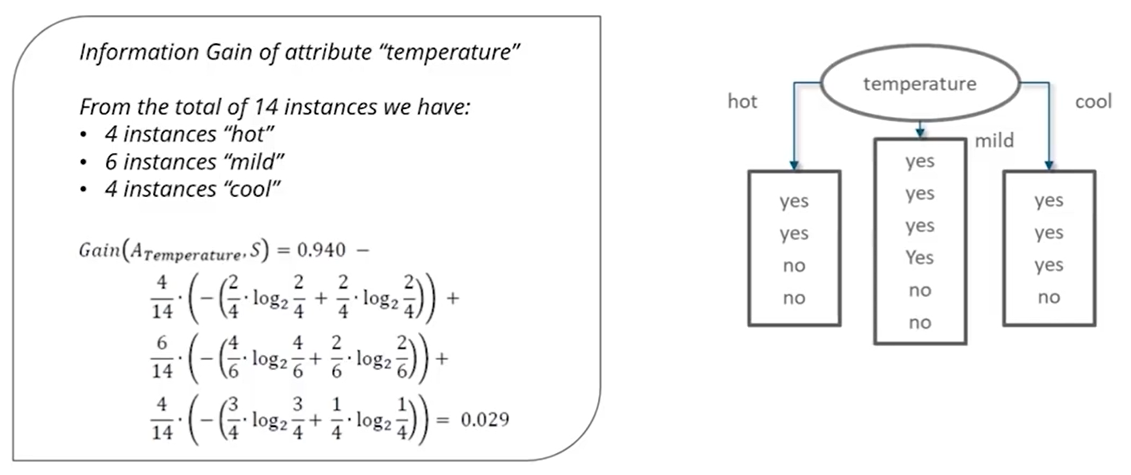 Information Gain of attribute “temperature”
From the total of 14 instances we have:
• 4 instances “hot”
• 6 instances “mild”
• 4 instances “cool”
Gain(A_Temperature, S) = 0.940 −
4/14 · (−(2/4 · log₂ 2/4 + 2/4 · log₂ 2/4)) +
6/14 · (−(4/6 · log₂ 4/6 + 2/6 · log₂ 2/6)) +
4/14 · (−(3/4 · log₂ 3/4 + 1/4 · log₂ 1/4)) = 0.029
temperature
hot
mild
cool
yes
yes
no
no
yes
yes
yes
Yes
no
no
yes
yes
yes
no